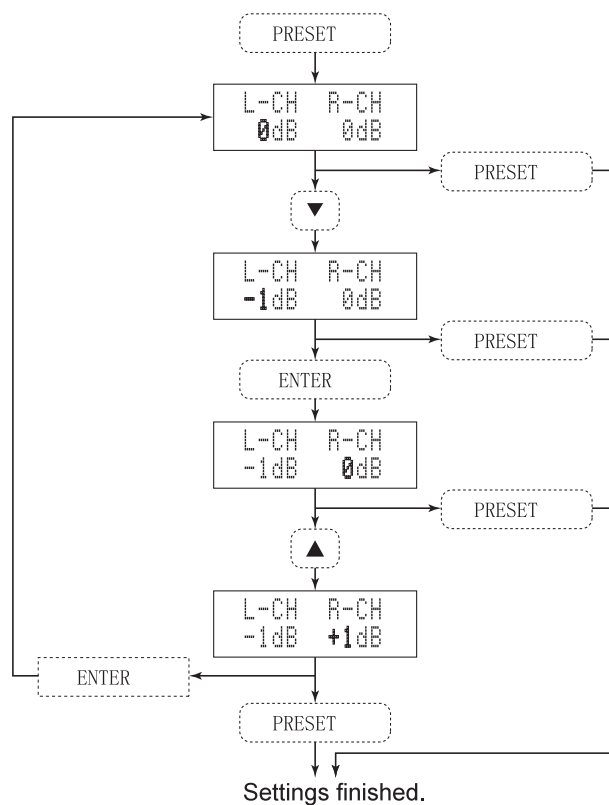 PRESET
L-CH R-CH
0dB 0dB
PRESET
▼
L-CH R-CH
-1dB 0dB
PRESET
ENTER
L-CH R-CH
-1dB 0dB
PRESET
▲
L-CH R-CH
-1dB +1dB
ENTER
PRESET
Settings finished.